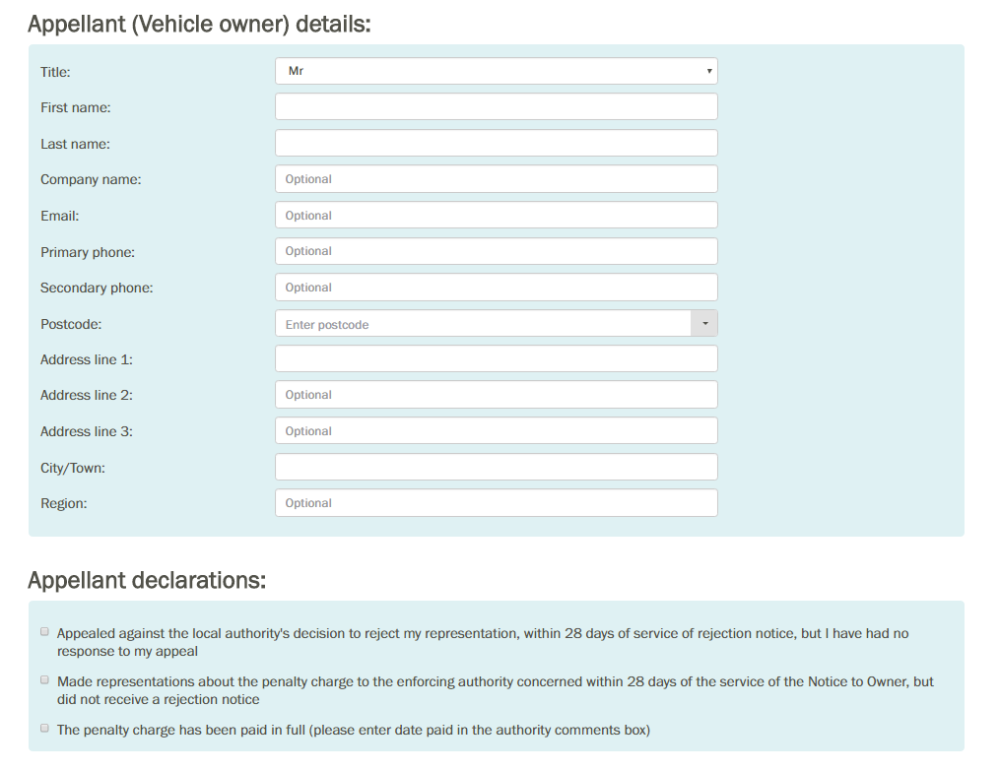 Appellant (Vehicle owner) details:
Title: Mr
First name:
Last name:
Company name: Optional
Email: Optional
Primary phone: Optional
Secondary phone: Optional
Postcode: Enter postcode
Address line 1:
Address line 2: Optional
Address line 3: Optional
City/Town:
Region: Optional
Appellant declarations:
Appealed against the local authority's decision to reject my representation, within 28 days of service of rejection notice, but I have had no
response to my appeal
Made representations about the penalty charge to the enforcing authority concerned within 28 days of the service of the Notice to Owner, but
did not receive a rejection notice
The penalty charge has been paid in full (please enter date paid in the authority comments box)